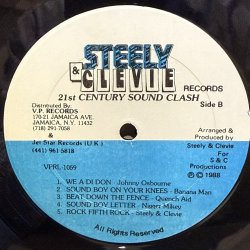 STEELY
& CLEVIE
RECORDS
21st CENTURY SOUND CLASH
Side B
Distributed By:
V.P. RECORDS
170-21 JAMAICA AVE.
JAMAICA, N.Y. 11432
(718) 291-7058
&
Jet Star Records (U K)
(441) 961-5818
Arranged &
Produced by
Steely & Clevie
For
S & C
Productions
℗ © 1988
VPRL-1059
1. WE A DI DON - Johnny Osbourne
2. SOUND BOY ON YOUR KNEES - Banana Man
3. BEAT DOWN THE FENCE - Quench Aid
4. SOUND BOY LETTER - Nigeri Mikey
5. ROCK FIFTH ROCK - Steely & Clevie
All Rights Reserved